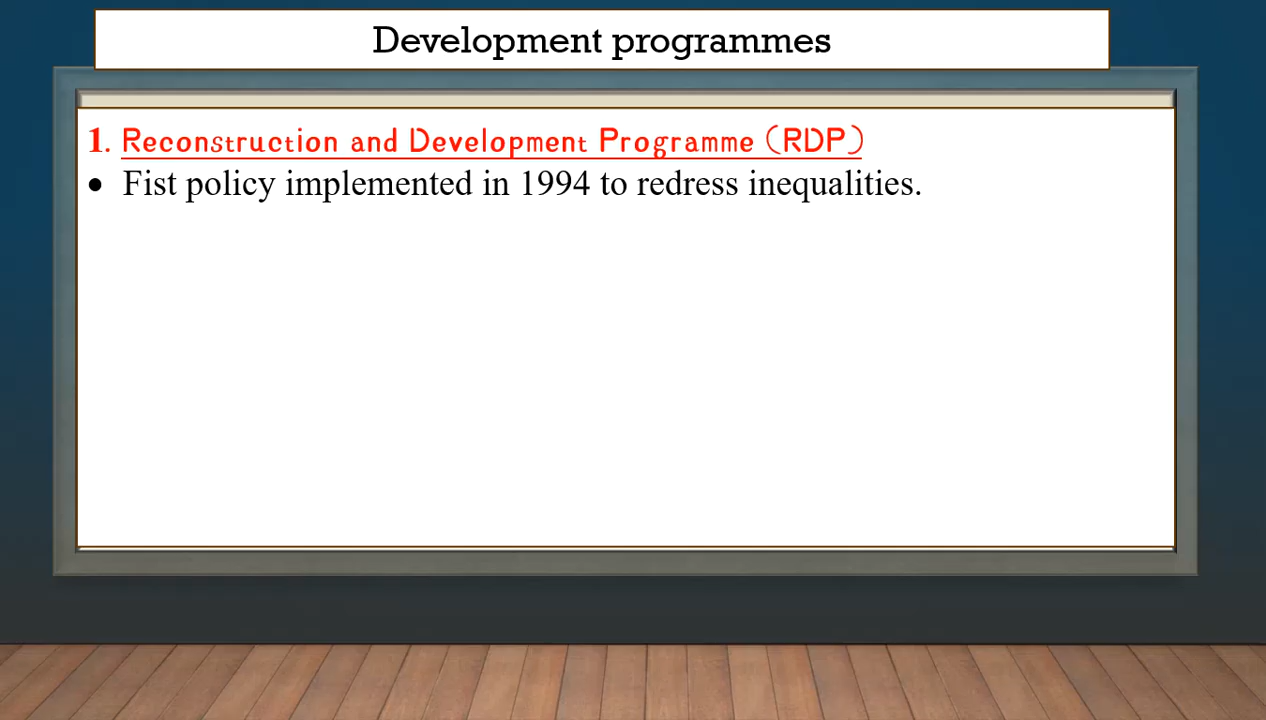 Development programmes
1. Reconstruction and Development Programme (RDP)
• Fist policy implemented in 1994 to redress inequalities.